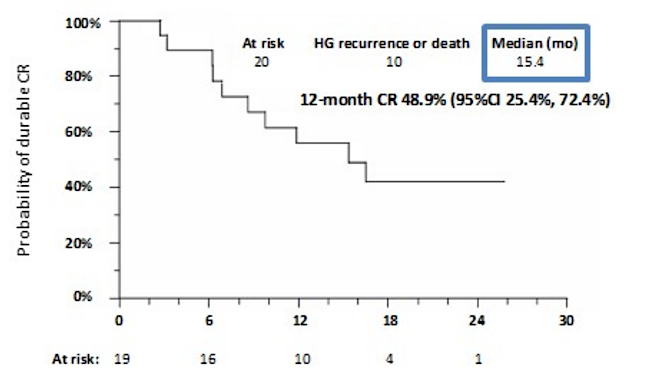 100%
At risk HG recurrence or death Median (mo)
20 10 15.4
80%
12-month CR 48.9% (95%CI 25.4%, 72.4%)
60%
40%
20%
0%
Probability of durable CR
0 6 12 18 24 30
At risk: 19 16 10 4 1